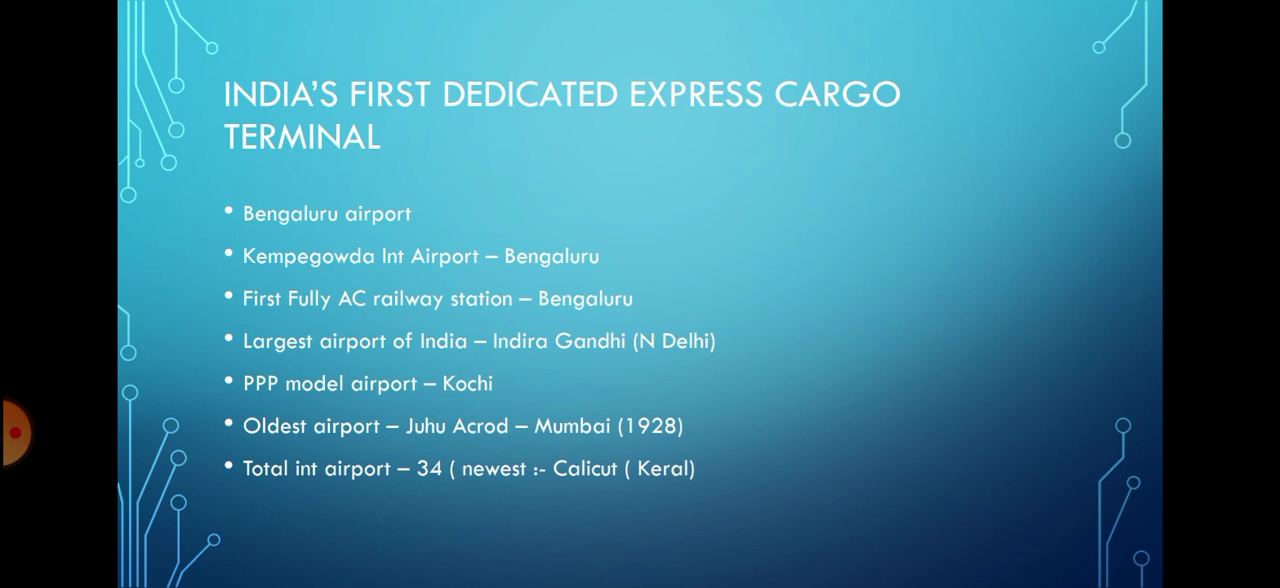 INDIA'S FIRST DEDICATED EXPRESS CARGO
TERMINAL
• Bengaluru airport
• Kempegowda Int Airport – Bengaluru
• First Fully AC railway station – Bengaluru
• Largest airport of India – Indira Gandhi (N Delhi)
• PPP model airport – Kochi
• Oldest airport – Juhu Acrod – Mumbai (1928)
• Total int airport – 34 ( newest :- Calicut ( Keral)